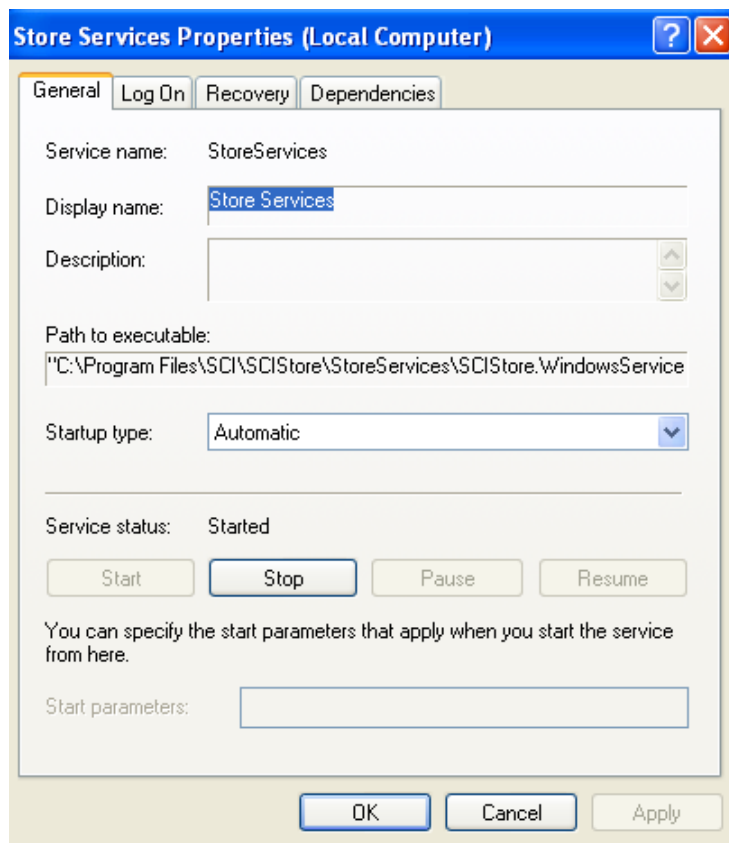 Store Services Properties (Local Computer)
General Log On Recovery Dependencies
Service name: StoreServices
Display name: Store Services
Description:
Path to executable:
"C:\Program Files\SCI\SCIStore\StoreServices\SCIStore.WindowsService
Startup type: Automatic
Service status: Started
Start Stop Pause Resume
You can specify the start parameters that apply when you start the service
from here.
Start parameters:
OK Cancel Apply